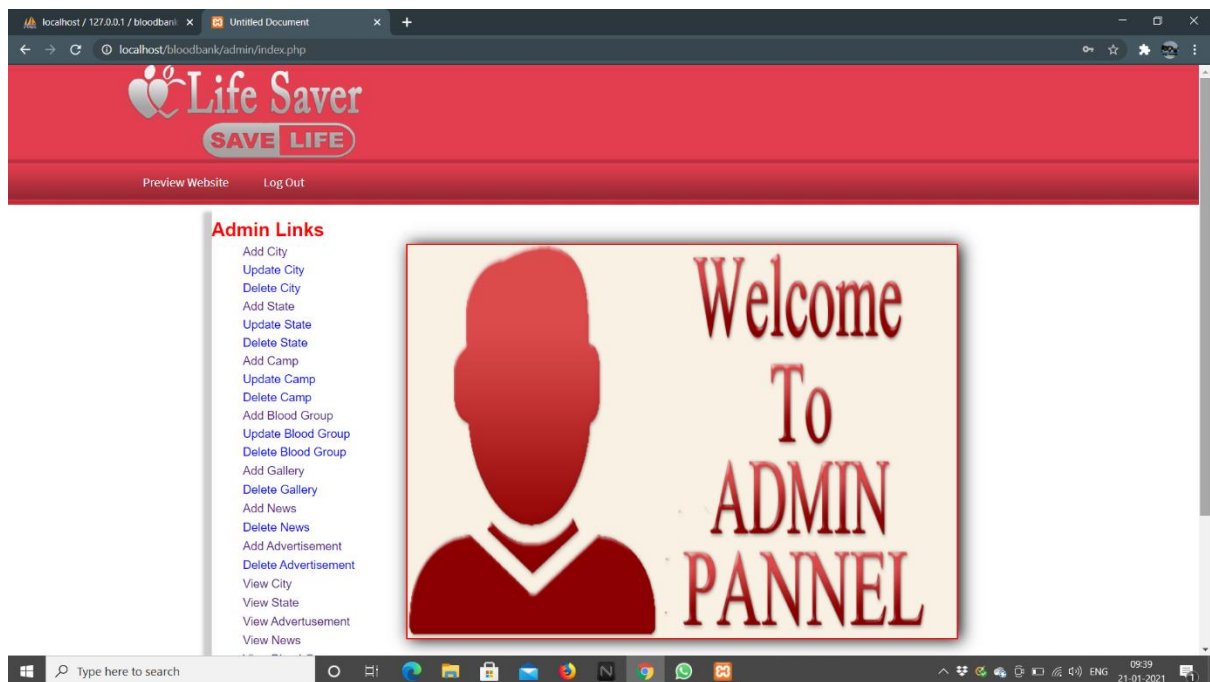 localhost / 127.0.0.1 / bloodbank
Untitled Document
localhost/bloodbank/admin/index.php
Life Saver
SAVE LIFE
Preview Website Log Out
Admin Links
Add City
Update City
Delete City
Add State
Update State
Delete State
Add Camp
Update Camp
Delete Camp
Add Blood Group
Update Blood Group
Delete Blood Group
Add Gallery
Delete Gallery
Add News
Delete News
Add Advertisement
Delete Advertisement
View City
View State
View Advertusement
View News
Welcome
To
ADMIN
PANNEL
Type here to search
ENG
09:39
21-01-2021